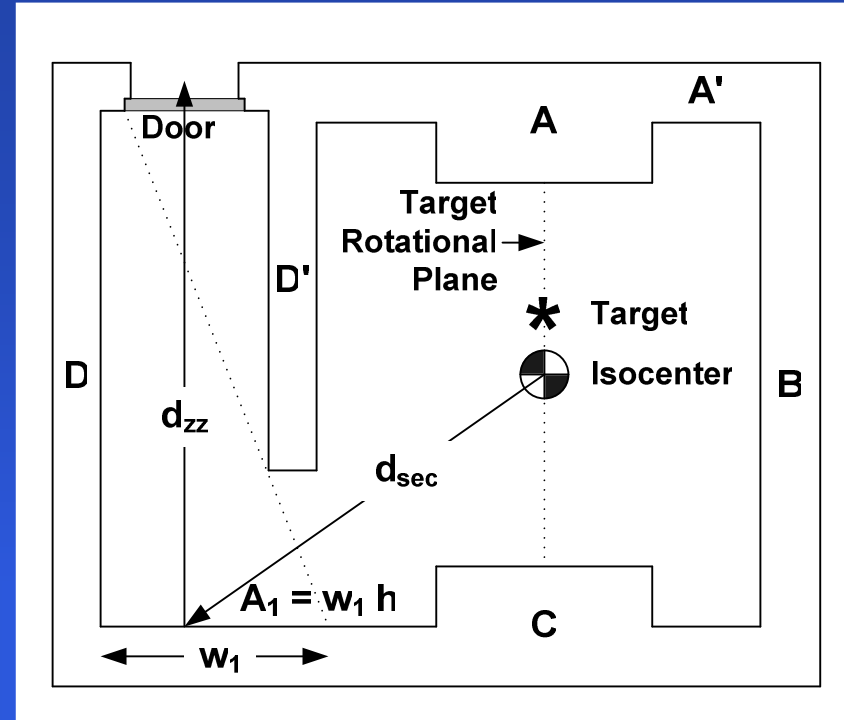 A'
A
Door
Target
Rotational
Plane
D'
Target
Isocenter
D
B
dzz
dsec
A1 = w1 h
C
w1